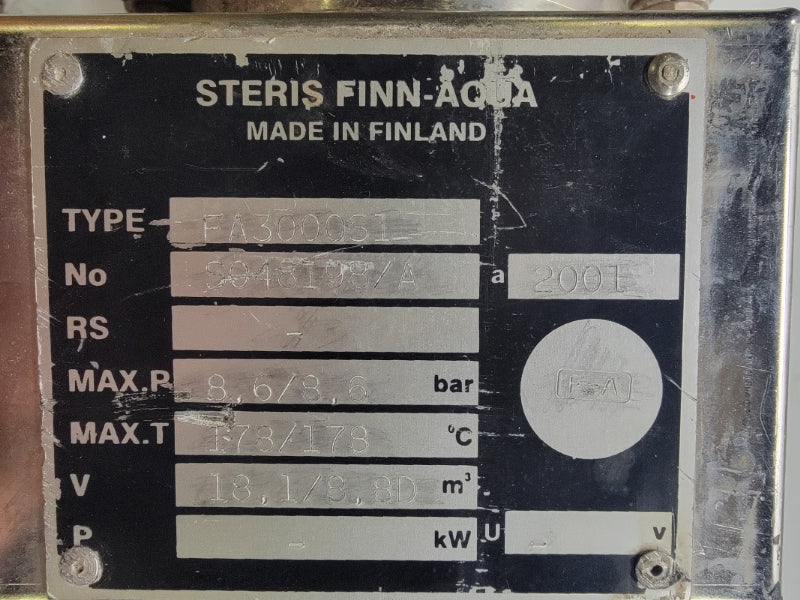 STERIS FINN-AQUA
MADE IN FINLAND
TYPE FA3000S1
No S048198/A a 2001
RS -
MAX.P 8,6/8,6 bar
F-A
MAX.T 178/178 °C
V 18,1/8,8D m³
P - kW U - V